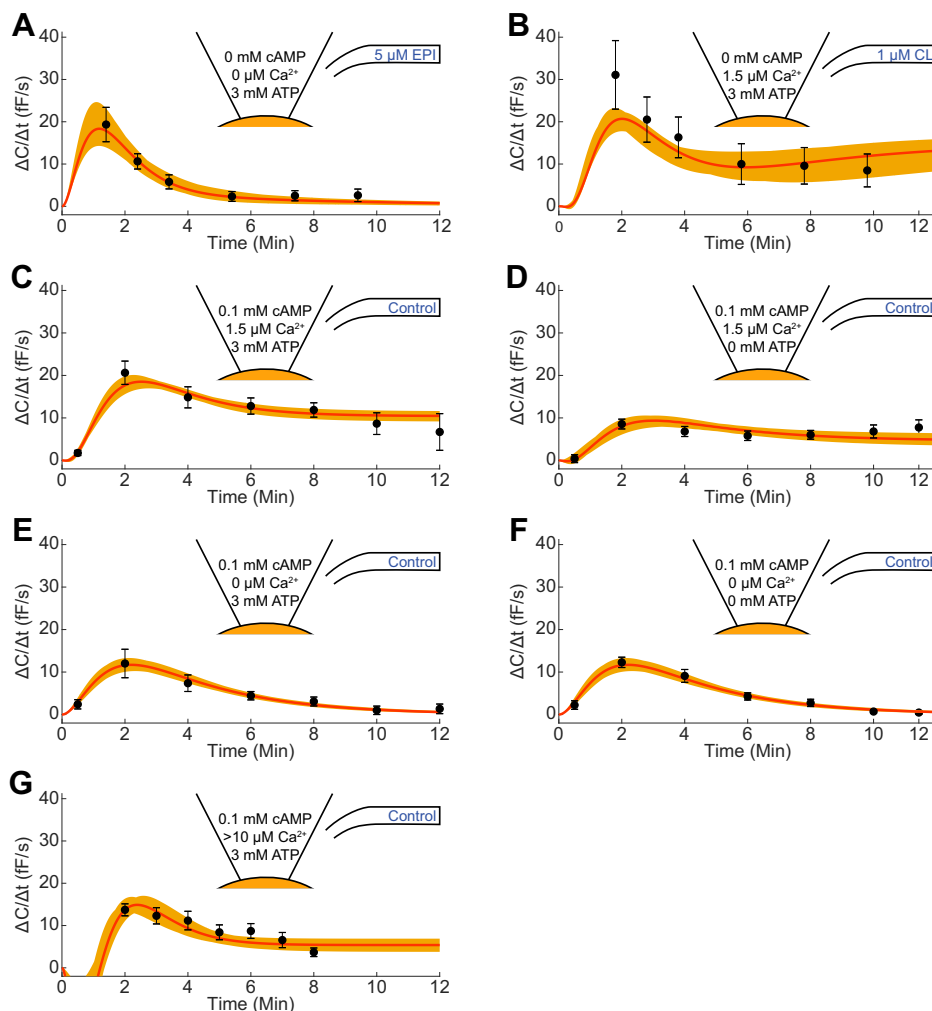 A
40
30
20
10
0
ΔC/Δt (fF/s)
0 mM cAMP
0 µM Ca²⁺
3 mM ATP
5 µM EPI
0 2 4 6 8 10 12
Time (Min)
B
40
30
20
10
0
ΔC/Δt (fF/s)
0 mM cAMP
1.5 µM Ca²⁺
3 mM ATP
1 µM CL
0 2 4 6 8 10 12
Time (Min)
C
40
30
20
10
0
ΔC/Δt (fF/s)
0.1 mM cAMP
1.5 µM Ca²⁺
3 mM ATP
Control
0 2 4 6 8 10 12
Time (Min)
D
40
30
20
10
0
ΔC/Δt (fF/s)
0.1 mM cAMP
1.5 µM Ca²⁺
0 mM ATP
Control
0 2 4 6 8 10 12
Time (Min)
E
40
30
20
10
0
ΔC/Δt (fF/s)
0.1 mM cAMP
0 µM Ca²⁺
3 mM ATP
Control
0 2 4 6 8 10 12
Time (Min)
F
40
30
20
10
0
ΔC/Δt (fF/s)
0.1 mM cAMP
0 µM Ca²⁺
0 mM ATP
Control
0 2 4 6 8 10 12
Time (Min)
G
40
30
20
10
0
ΔC/Δt (fF/s)
0.1 mM cAMP
>10 µM Ca²⁺
3 mM ATP
Control
0 2 4 6 8 10 12
Time (Min)